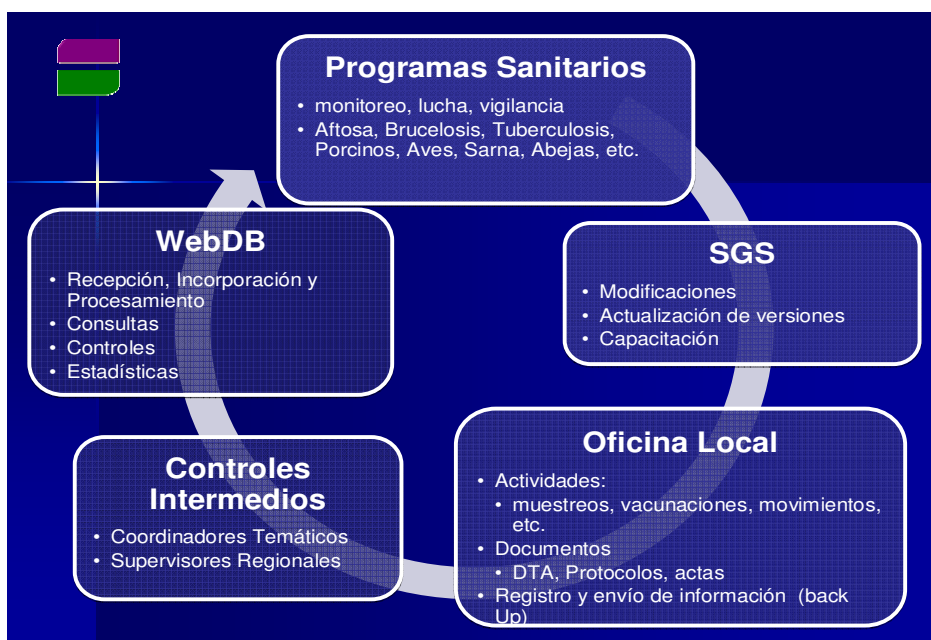 Programas Sanitarios
• monitoreo, lucha, vigilancia
• Aftosa, Brucelosis, Tuberculosis,
Porcinos, Aves, Sarna, Abejas, etc.
SGS
• Modificaciones
• Actualización de versiones
• Capacitación
Oficina Local
• Actividades:
• muestreos, vacunaciones, movimientos,
etc.
• Documentos
• DTA, Protocolos, actas
• Registro y envío de información (back
Up)
Controles
Intermedios
• Coordinadores Temáticos
• Supervisores Regionales
WebDB
• Recepción, Incorporación y
Procesamiento
• Consultas
• Controles
• Estadísticas